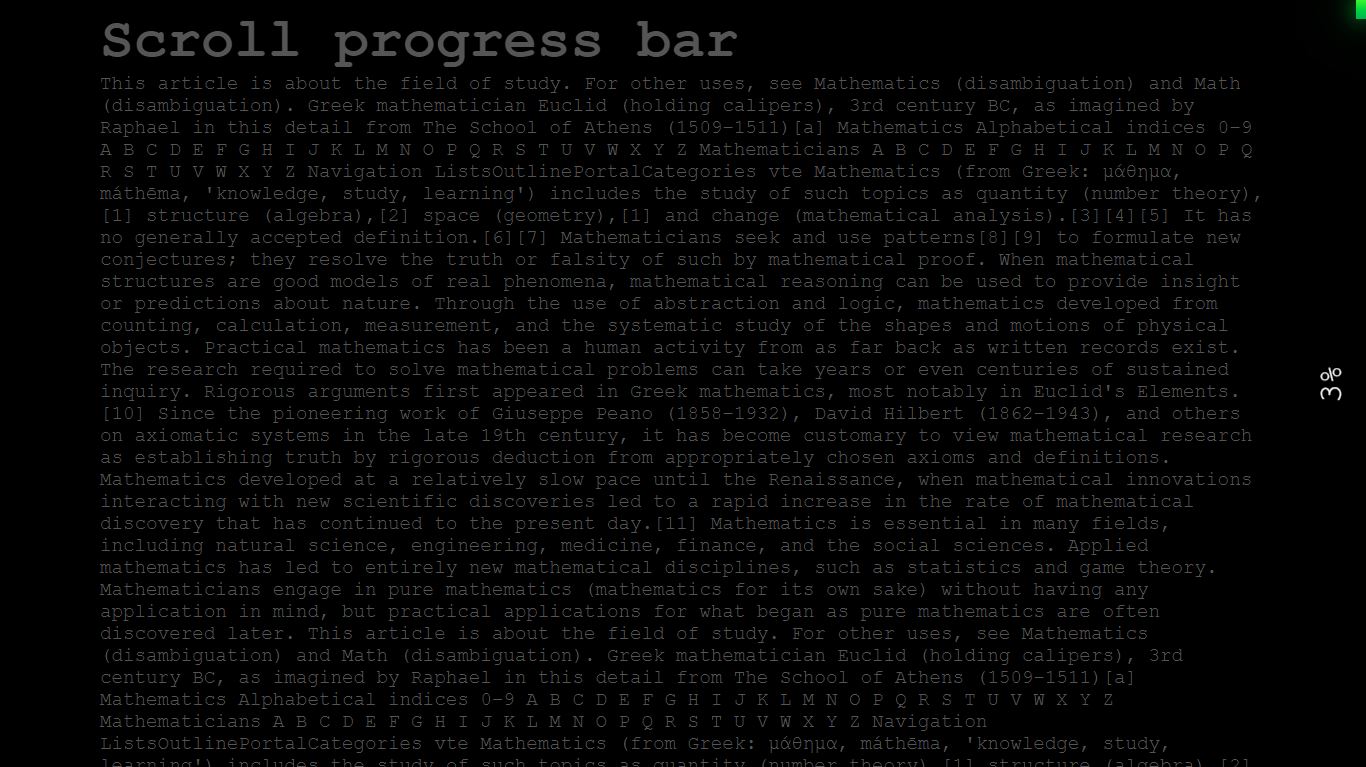 Scroll progress bar
This article is about the field of study. For other uses, see Mathematics (disambiguation) and Math
(disambiguation). Greek mathematician Euclid (holding calipers), 3rd century BC, as imagined by
Raphael in this detail from The School of Athens (1509–1511)[a] Mathematics Alphabetical indices 0–9
A B C D E F G H I J K L M N O P Q R S T U V W X Y Z Mathematicians A B C D E F G H I J K L M N O P Q
R S T U V W X Y Z Navigation ListsOutlinePortalCategories vte Mathematics (from Greek: μάθημα,
máthēma, 'knowledge, study, learning') includes the study of such topics as quantity (number theory),
[1] structure (algebra),[2] space (geometry),[1] and change (mathematical analysis).[3][4][5] It has
no generally accepted definition.[6][7] Mathematicians seek and use patterns[8][9] to formulate new
conjectures; they resolve the truth or falsity of such by mathematical proof. When mathematical
structures are good models of real phenomena, mathematical reasoning can be used to provide insight
or predictions about nature. Through the use of abstraction and logic, mathematics developed from
counting, calculation, measurement, and the systematic study of the shapes and motions of physical
objects. Practical mathematics has been a human activity from as far back as written records exist.
The research required to solve mathematical problems can take years or even centuries of sustained
inquiry. Rigorous arguments first appeared in Greek mathematics, most notably in Euclid's Elements.
[10] Since the pioneering work of Giuseppe Peano (1858–1932), David Hilbert (1862–1943), and others
on axiomatic systems in the late 19th century, it has become customary to view mathematical research
as establishing truth by rigorous deduction from appropriately chosen axioms and definitions.
Mathematics developed at a relatively slow pace until the Renaissance, when mathematical innovations
interacting with new scientific discoveries led to a rapid increase in the rate of mathematical
discovery that has continued to the present day.[11] Mathematics is essential in many fields,
including natural science, engineering, medicine, finance, and the social sciences. Applied
mathematics has led to entirely new mathematical disciplines, such as statistics and game theory.
Mathematicians engage in pure mathematics (mathematics for its own sake) without having any
application in mind, but practical applications for what began as pure mathematics are often
discovered later. This article is about the field of study. For other uses, see Mathematics
(disambiguation) and Math (disambiguation). Greek mathematician Euclid (holding calipers), 3rd
century BC, as imagined by Raphael in this detail from The School of Athens (1509–1511)[a]
Mathematics Alphabetical indices 0–9 A B C D E F G H I J K L M N O P Q R S T U V W X Y Z
Mathematicians A B C D E F G H I J K L M N O P Q R S T U V W X Y Z Navigation
ListsOutlinePortalCategories vte Mathematics (from Greek: μάθημα, máthēma, 'knowledge, study,
learning') includes the study of such topics as quantity (number theory),[1] structure (algebra),[2]
3%